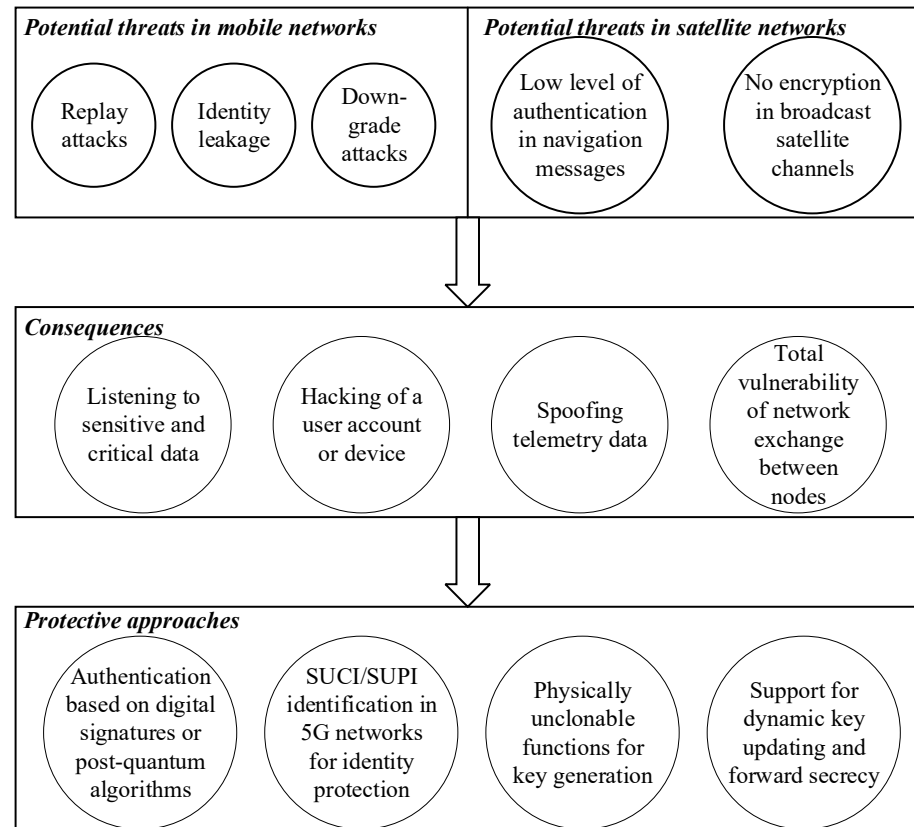 Potential threats in mobile networks
Replay
attacks
Identity
leakage
Down-
grade
attacks
Potential threats in satellite networks
Low level of
authentication
in navigation
messages
No encryption
in broadcast
satellite
channels
Consequences
Listening to
sensitive and
critical data
Hacking of a
user account
or device
Spoofing
telemetry data
Total
vulnerability
of network
exchange
between
nodes
Protective approaches
Authentication
based on digital
signatures or
post-quantum
algorithms
SUCI/SUPI
identification in
5G networks
for identity
protection
Physically
unclonable
functions for
key generation
Support for
dynamic key
updating and
forward secrecy